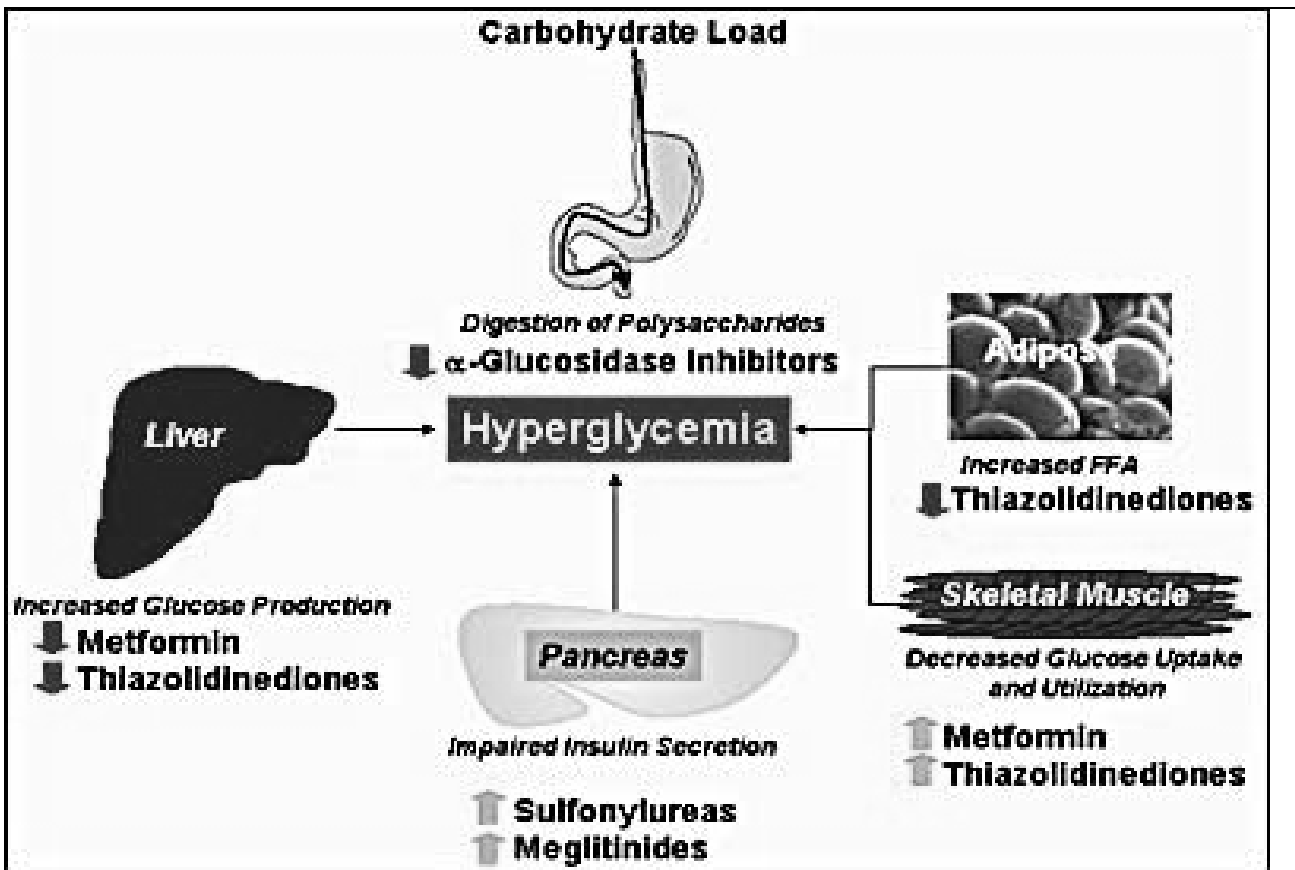 Carbohydrate Load
Digestion of Polysaccharides
α-Glucosidase Inhibitors
Hyperglycemia
Liver
Increased Glucose Production
Metformin
Thiazolidinediones
Pancreas
Impaired Insulin Secretion
Sulfonylureas
Meglitinides
Adipose
Increased FFA
Thiazolidinediones
Skeletal Muscle
Decreased Glucose Uptake
and Utilization
Metformin
Thiazolidinediones